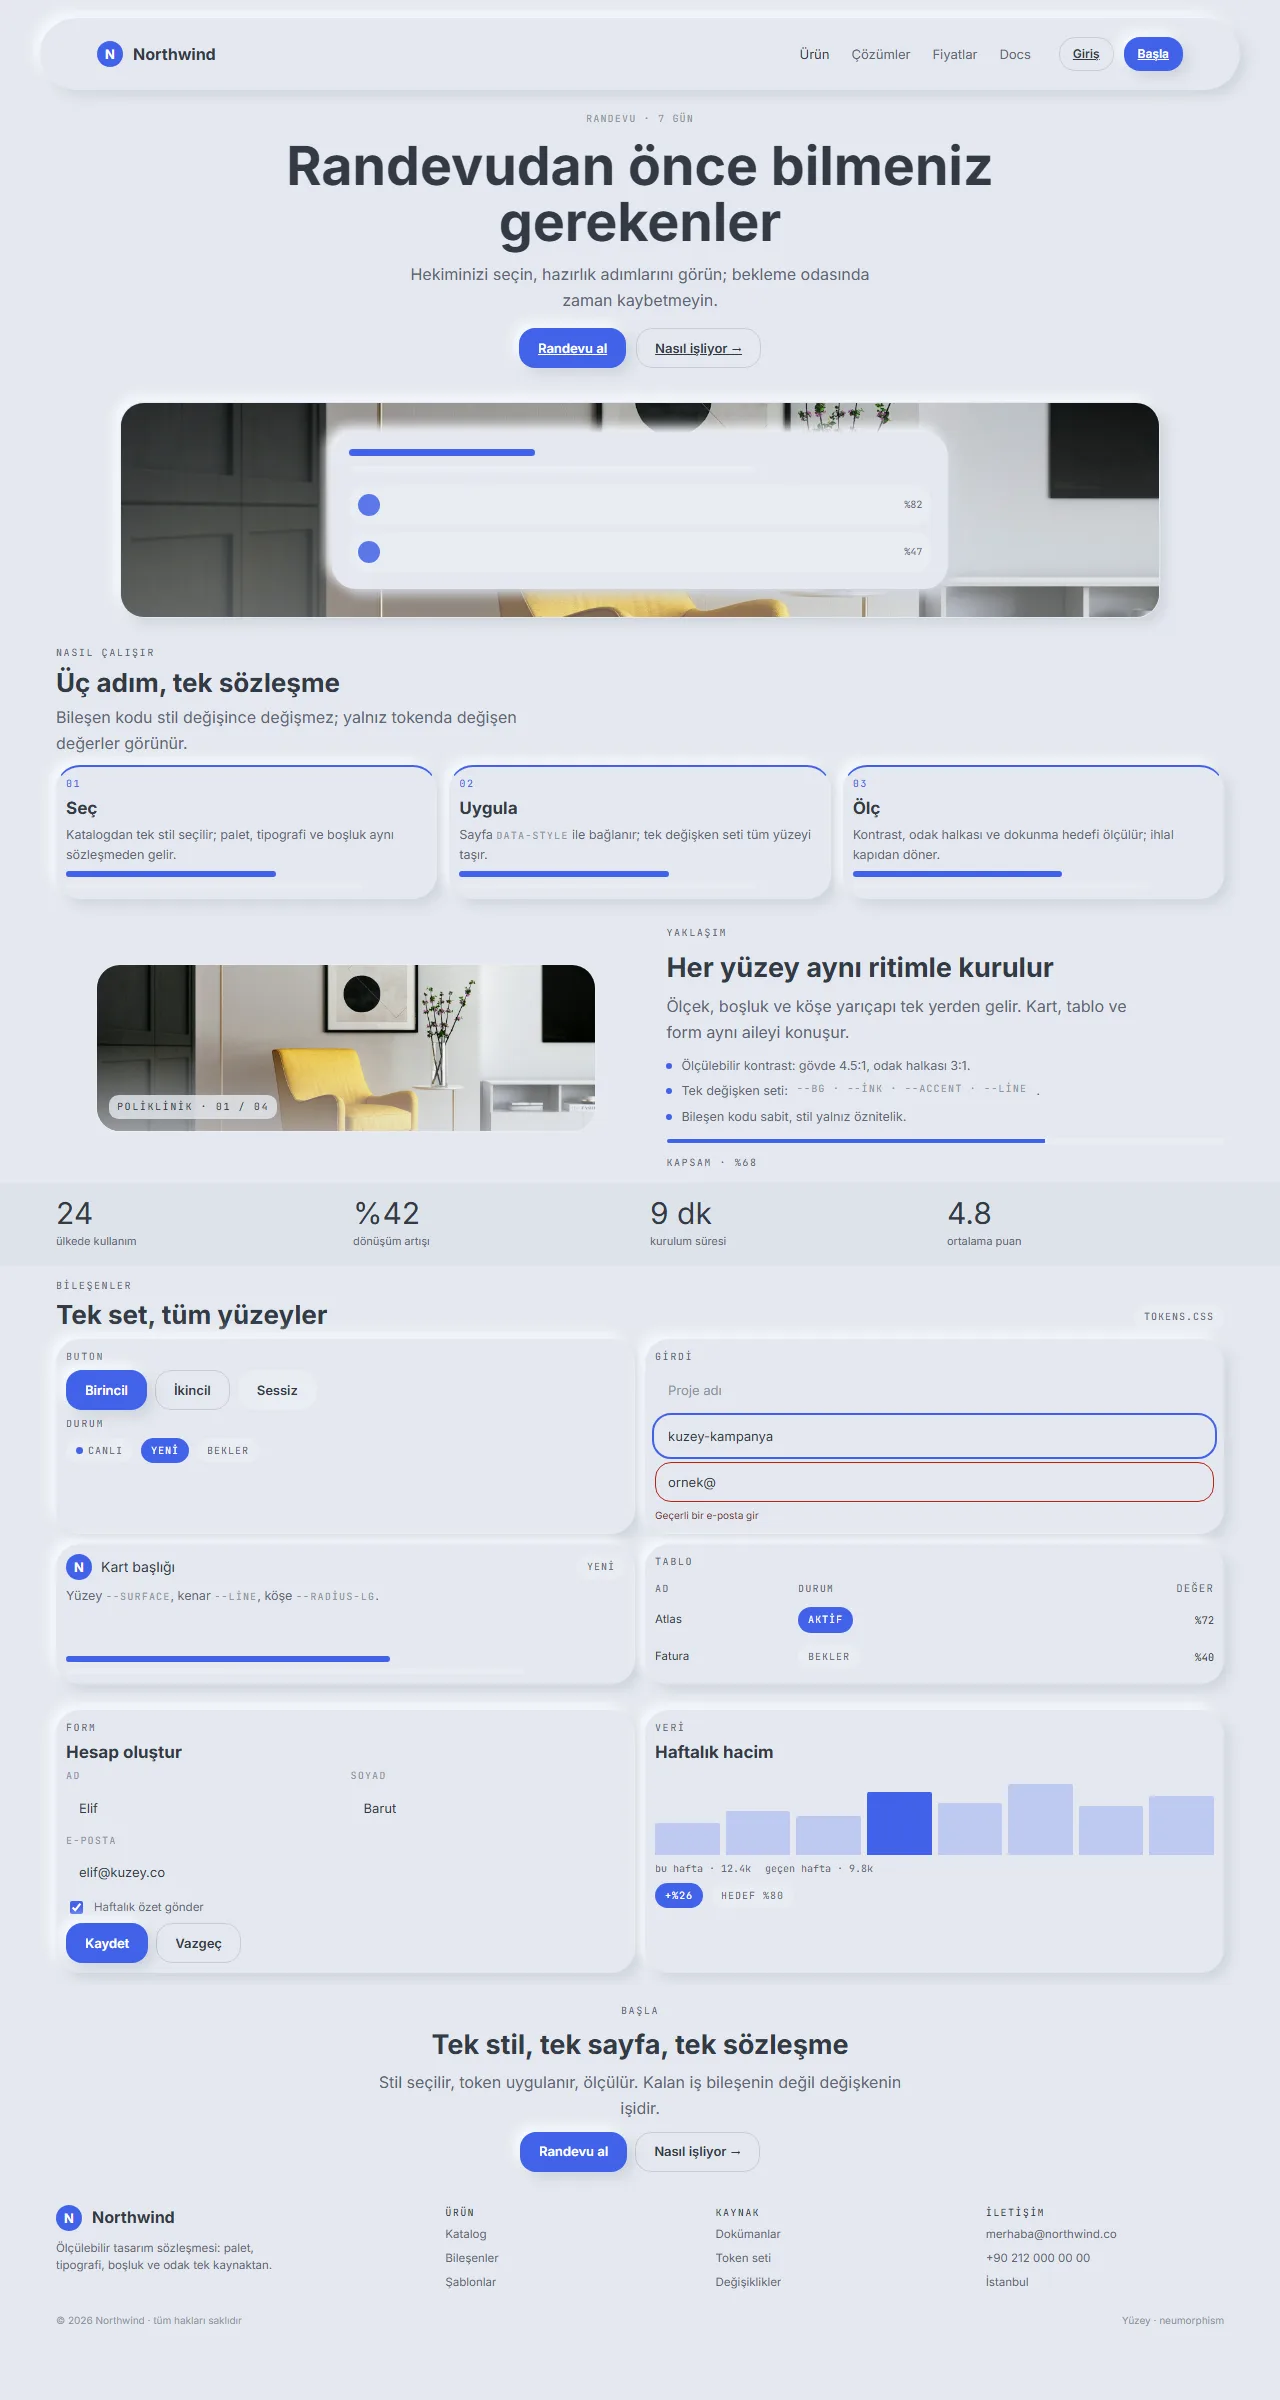 N Northwind
Ürün Çözümler Fiyatlar Docs Giriş Başla
RANDEVU · 7 GÜN
Randevudan önce bilmeniz
gerekenler
Hekiminizi seçin, hazırlık adımlarını görün; bekleme odasında
zaman kaybetmeyin.
Randevu al Nasıl işliyor →
%82
%47
NASIL ÇALIŞIR
Üç adım, tek sözleşme
Bileşen kodu stil değişince değişmez; yalnız tokenda değişen
değerler görünür.
01
Seç
Katalogdan tek stil seçilir; palet, tipografi ve boşluk aynı
sözleşmeden gelir.
02
Uygula
Sayfa DATA-STYLE ile bağlanır; tek değişken seti tüm yüzeyi
taşır.
03
Ölç
Kontrast, odak halkası ve dokunma hedefi ölçülür; ihlal
kapıdan döner.
POLİKLİNİK · 01 / 04
YAKLAŞIM
Her yüzey aynı ritimle kurulur
Ölçek, boşluk ve köşe yarıçapı tek yerden gelir. Kart, tablo ve
form aynı aileyi konuşur.
Ölçülebilir kontrast: gövde 4.5:1, odak halkası 3:1.
Tek değişken seti: --BG · --İNK · --ACCENT · --LİNE .
Bileşen kodu sabit, stil yalnız öznitelik.
KAPSAM · %68
24
ülkede kullanım
%42
dönüşüm artışı
9 dk
kurulum süresi
4.8
ortalama puan
BİLEŞENLER
Tek set, tüm yüzeyler
TOKENS.CSS
BUTON
Birincil İkincil Sessiz
DURUM
CANLI YENİ BEKLER
GİRDİ
Proje adı
kuzey-kampanya
ornek@
Geçerli bir e-posta gir
N Kart başlığı YENİ
Yüzey --SURFACE, kenar --LİNE, köşe --RADİUS-LG.
TABLO
AD DURUM DEĞER
Atlas AKTİF %72
Fatura BEKLER %40
FORM
Hesap oluştur
AD SOYAD
Elif Barut
E-POSTA
elif@kuzey.co
Haftalık özet gönder
Kaydet Vazgeç
VERİ
Haftalık hacim
bu hafta · 12.4k geçen hafta · 9.8k
+%26 HEDEF %80
BAŞLA
Tek stil, tek sayfa, tek sözleşme
Stil seçilir, token uygulanır, ölçülür. Kalan iş bileşenin değil değişkenin
işidir.
Randevu al Nasıl işliyor →
N Northwind
Ölçülebilir tasarım sözleşmesi: palet,
tipografi, boşluk ve odak tek kaynaktan.
ÜRÜN
Katalog
Bileşenler
Şablonlar
KAYNAK
Dokümanlar
Token seti
Değişiklikler
İLETİŞİM
merhaba@northwind.co
+90 212 000 00 00
İstanbul
© 2026 Northwind · tüm hakları saklıdır
Yüzey · neumorphism